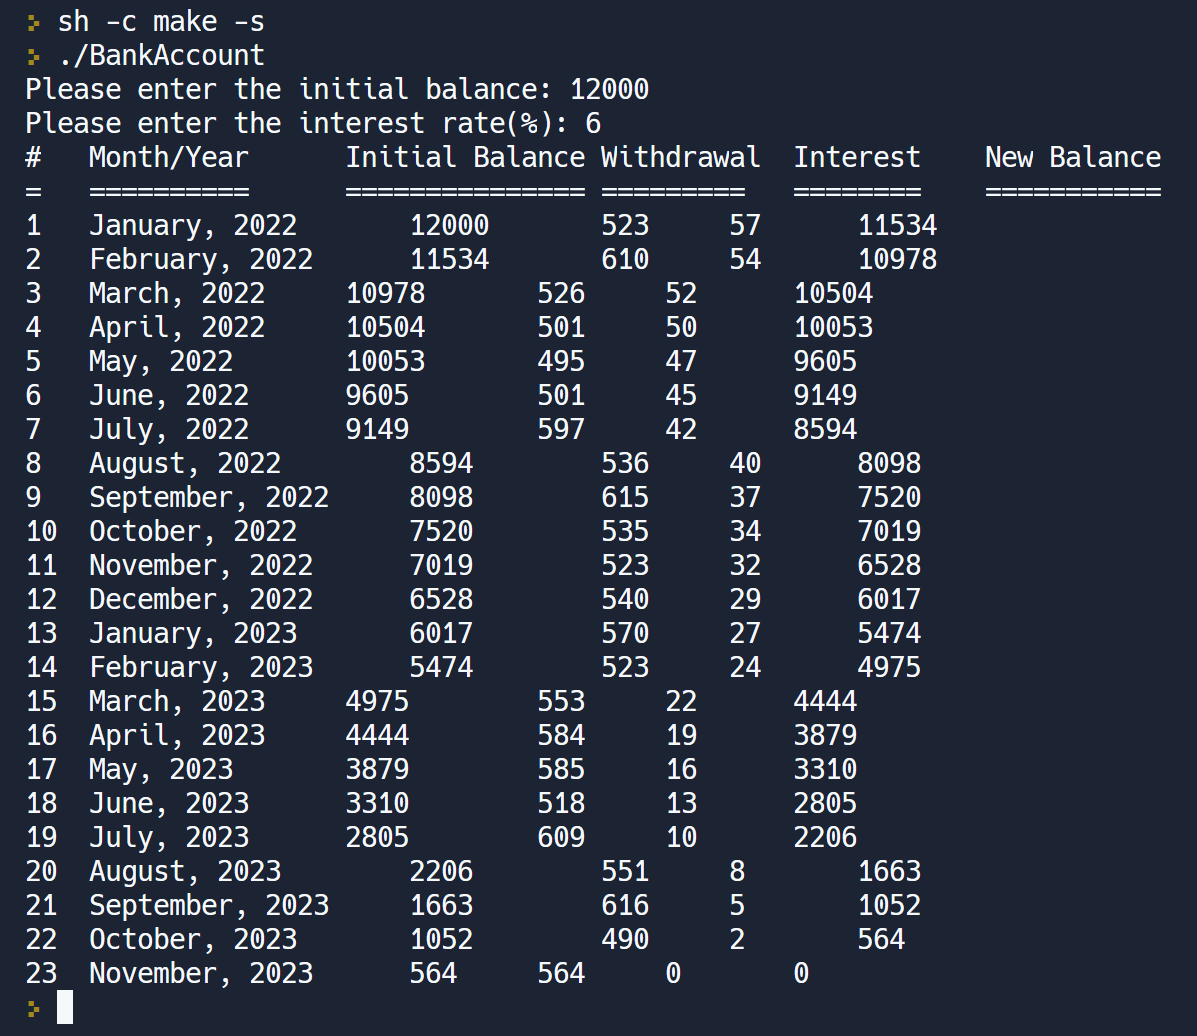 > sh -c make -s
> ./BankAccount
Please enter the initial balance: 12000
Please enter the interest rate(%): 6
#   Month/Year      Initial Balance Withdrawal  Interest    New Balance
=   ==========      =============== =========   ========    ===========
1   January, 2022       12000       523     57      11534
2   February, 2022      11534       610     54      10978
3   March, 2022     10978       526     52      10504
4   April, 2022     10504       501     50      10053
5   May, 2022       10053       495     47      9605
6   June, 2022      9605        501     45      9149
7   July, 2022      9149        597     42      8594
8   August, 2022        8594        536     40      8098
9   September, 2022     8098        615     37      7520
10  October, 2022       7520        535     34      7019
11  November, 2022      7019        523     32      6528
12  December, 2022      6528        540     29      6017
13  January, 2023       6017        570     27      5474
14  February, 2023      5474        523     24      4975
15  March, 2023     4975        553     22      4444
16  April, 2023     4444        584     19      3879
17  May, 2023       3879        585     16      3310
18  June, 2023      3310        518     13      2805
19  July, 2023      2805        609     10      2206
20  August, 2023        2206        551     8       1663
21  September, 2023     1663        616     5       1052
22  October, 2023       1052        490     2       564
23  November, 2023      564     564     0       0
>